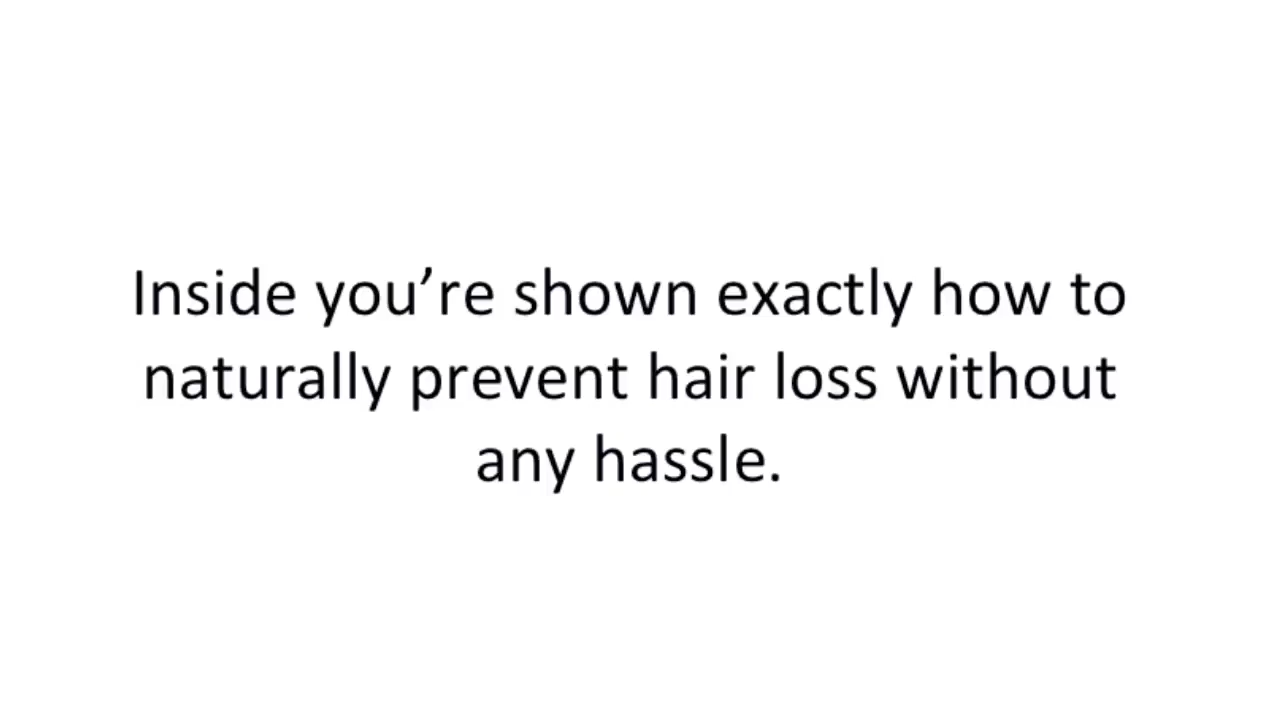 Inside you’re shown exactly how to
naturally prevent hair loss without
any hassle.